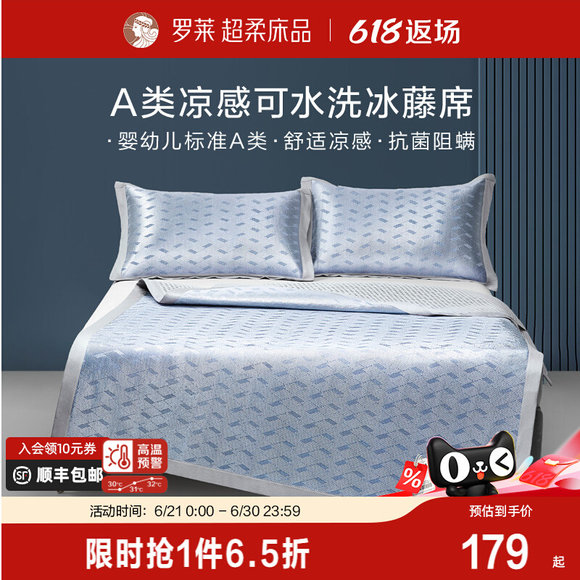 罗莱 超柔床品
618返场
A类凉感可水洗冰藤席
·婴幼儿标准A类 ·舒适凉感 ·抗菌阻螨
入会领10元券
SF 顺丰包邮
高温
预警
30℃ 31℃ 32℃
%
活动时间：6/21 0:00 - 6/30 23:59
限时抢1件6.5折
预估到手价
179 起